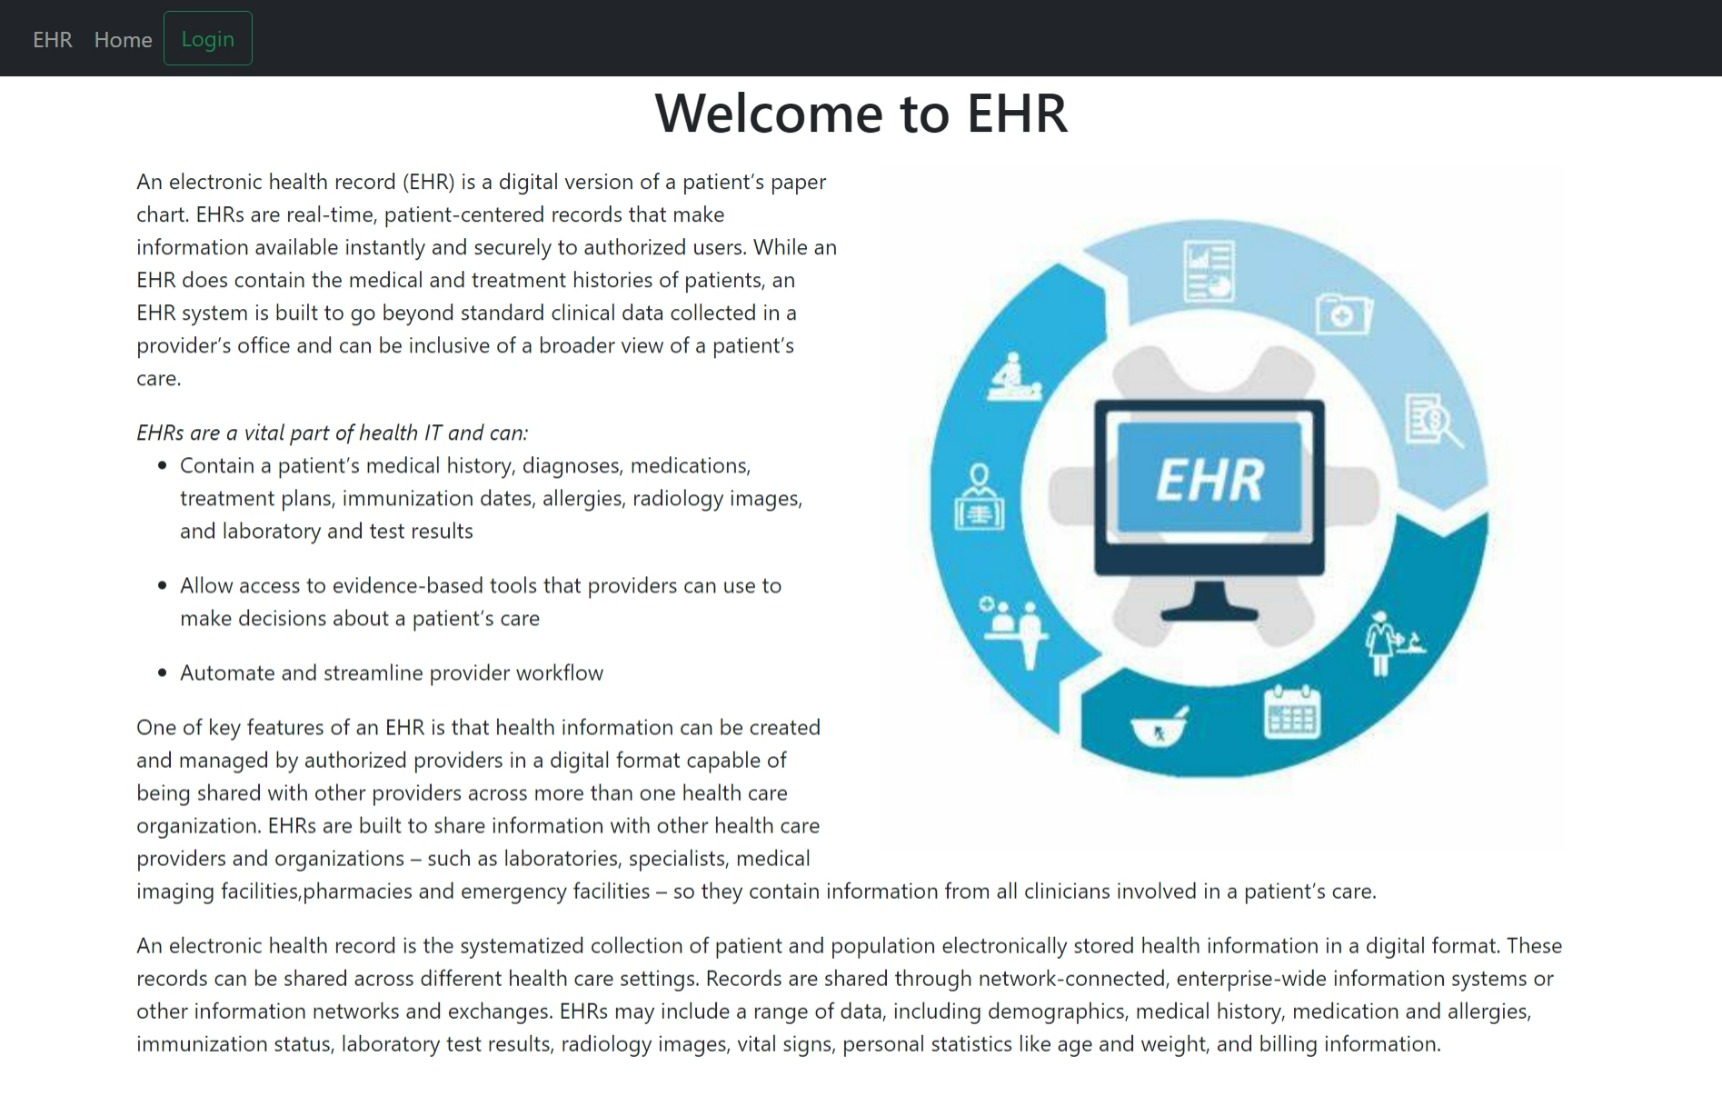 EHR Home Login
Welcome to EHR
An electronic health record (EHR) is a digital version of a patient's paper
chart. EHRs are real-time, patient-centered records that make
information available instantly and securely to authorized users. While an
EHR does contain the medical and treatment histories of patients, an
EHR system is built to go beyond standard clinical data collected in a
provider's office and can be inclusive of a broader view of a patient's
care.
EHRs are a vital part of health IT and can:
• Contain a patient's medical history, diagnoses, medications,
treatment plans, immunization dates, allergies, radiology images,
and laboratory and test results
• Allow access to evidence-based tools that providers can use to
make decisions about a patient's care
• Automate and streamline provider workflow
One of key features of an EHR is that health information can be created
and managed by authorized providers in a digital format capable of
being shared with other providers across more than one health care
organization. EHRs are built to share information with other health care
providers and organizations – such as laboratories, specialists, medical
imaging facilities,pharmacies and emergency facilities – so they contain information from all clinicians involved in a patient's care.
An electronic health record is the systematized collection of patient and population electronically stored health information in a digital format. These
records can be shared across different health care settings. Records are shared through network-connected, enterprise-wide information systems or
other information networks and exchanges. EHRs may include a range of data, including demographics, medical history, medication and allergies,
immunization status, laboratory test results, radiology images, vital signs, personal statistics like age and weight, and billing information.
EHR